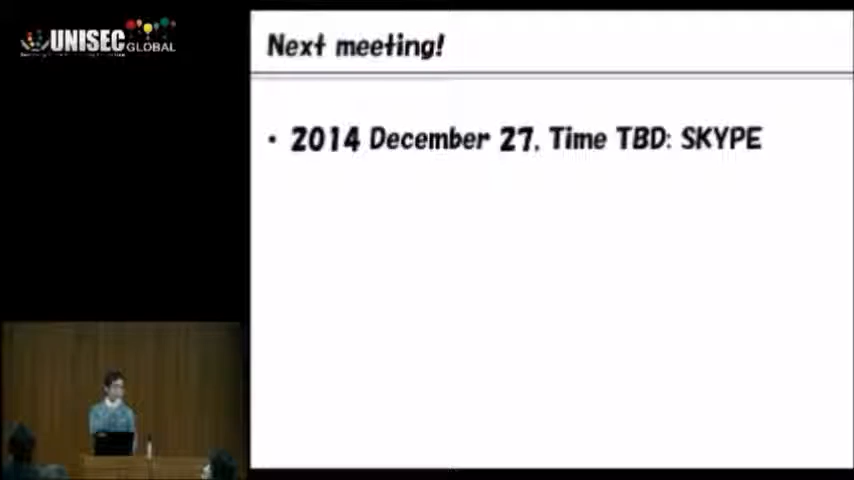 UNISEC GLOBAL
Next meeting!
• 2014 December 27, Time TBD: SKYPE